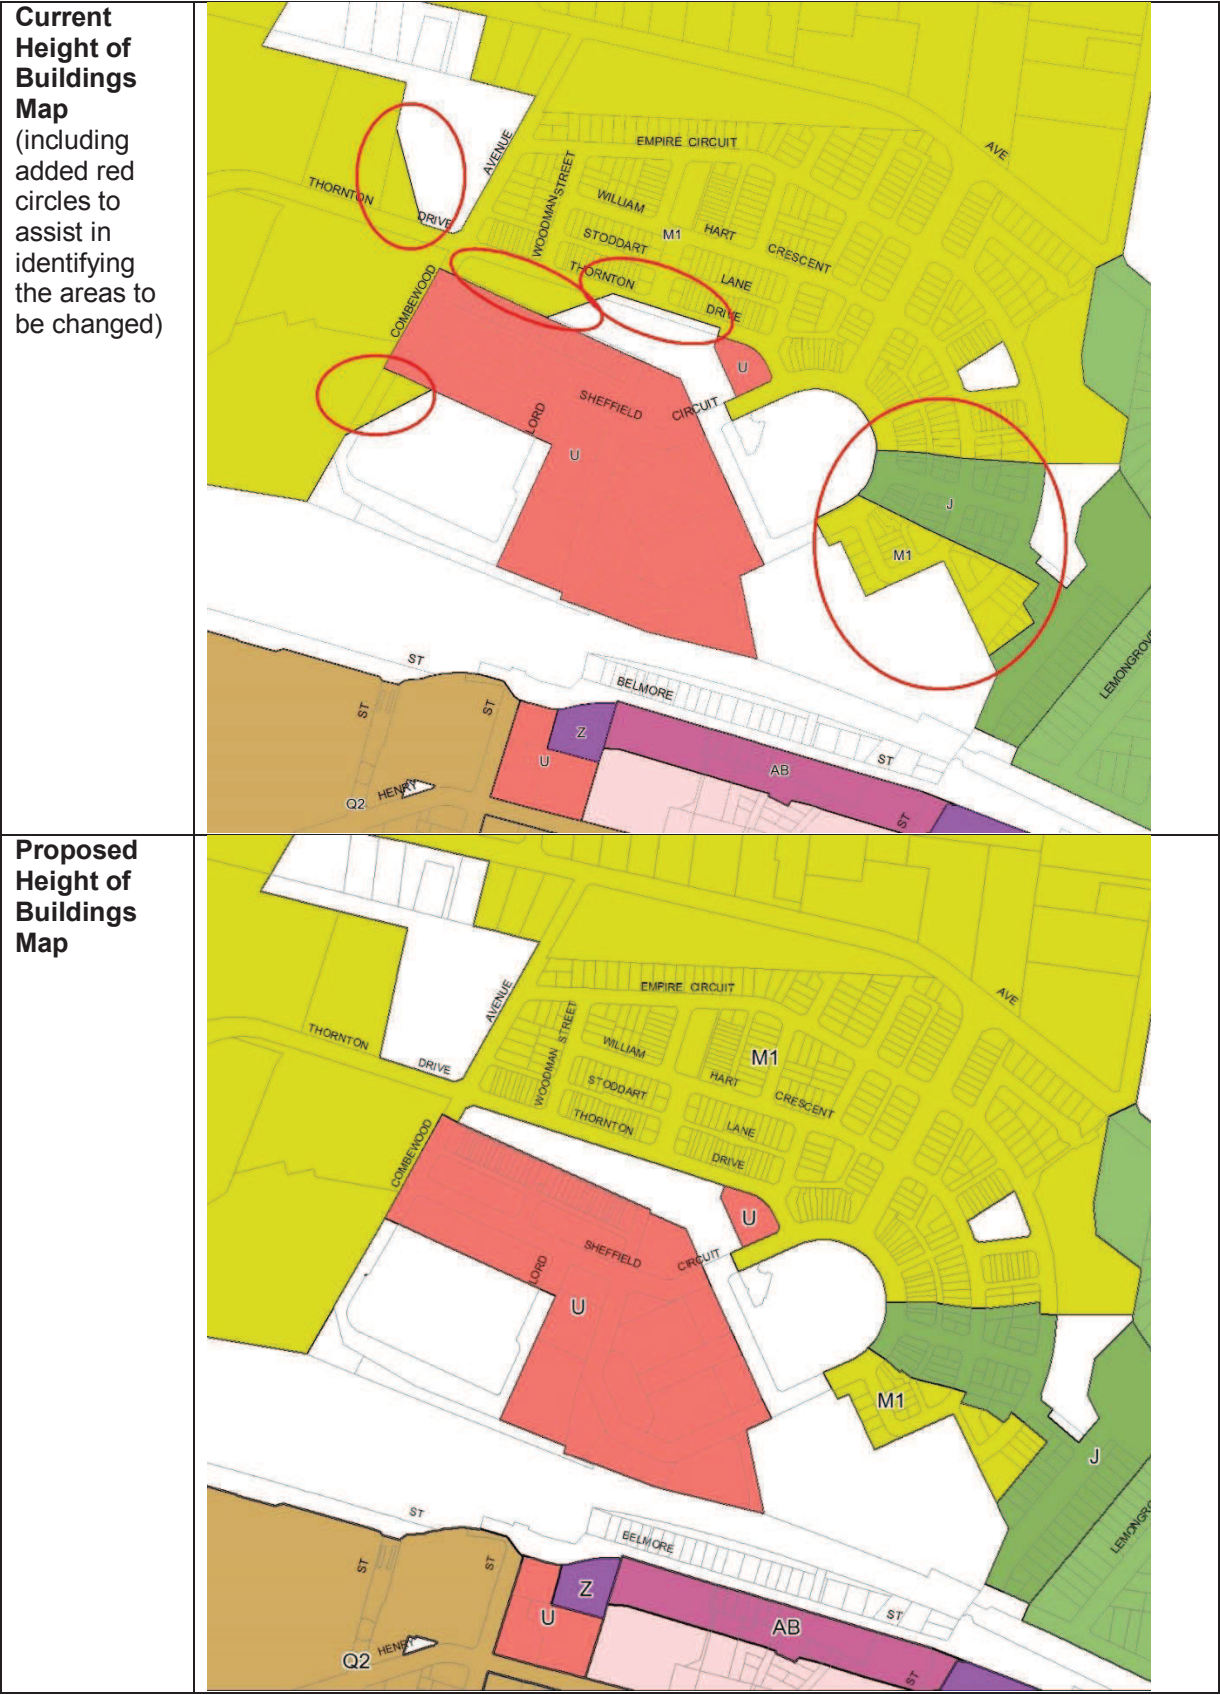 Current
Height of
Buildings
Map
(including
added red
circles to
assist in
identifying
the areas to
be changed)
AVE
EMPIRE CIRCUIT
AVENUE
WOODMAN STREET
THORNTON
DRIVE
WILLIAM
M1
HART
STODDART
CRESCENT
THORNTON
LANE
DRIVE
COMBEWOOD
U
SHEFFIELD
CIRCUIT
LORD
U
J
M1
LEMONGROV
ST
BELMORE
ST
ST
Z
U
AB
ST
HENRY
Q2
ST
Proposed
Height of
Buildings
Map
EMPIRE CIRCUIT
AVE
AVENUE
WOODMAN STREET
THORNTON
DRIVE
WILLIAM
M1
HART
STODDART
CRESCENT
THORNTON
LANE
DRIVE
COMBEWOOD
U
SHEFFIELD
CIRCUIT
LORD
U
M1
J
LEMONGRO
ST
BELMORE
ST
ST
Z
U
ST
AB
HENRY
Q2
ST